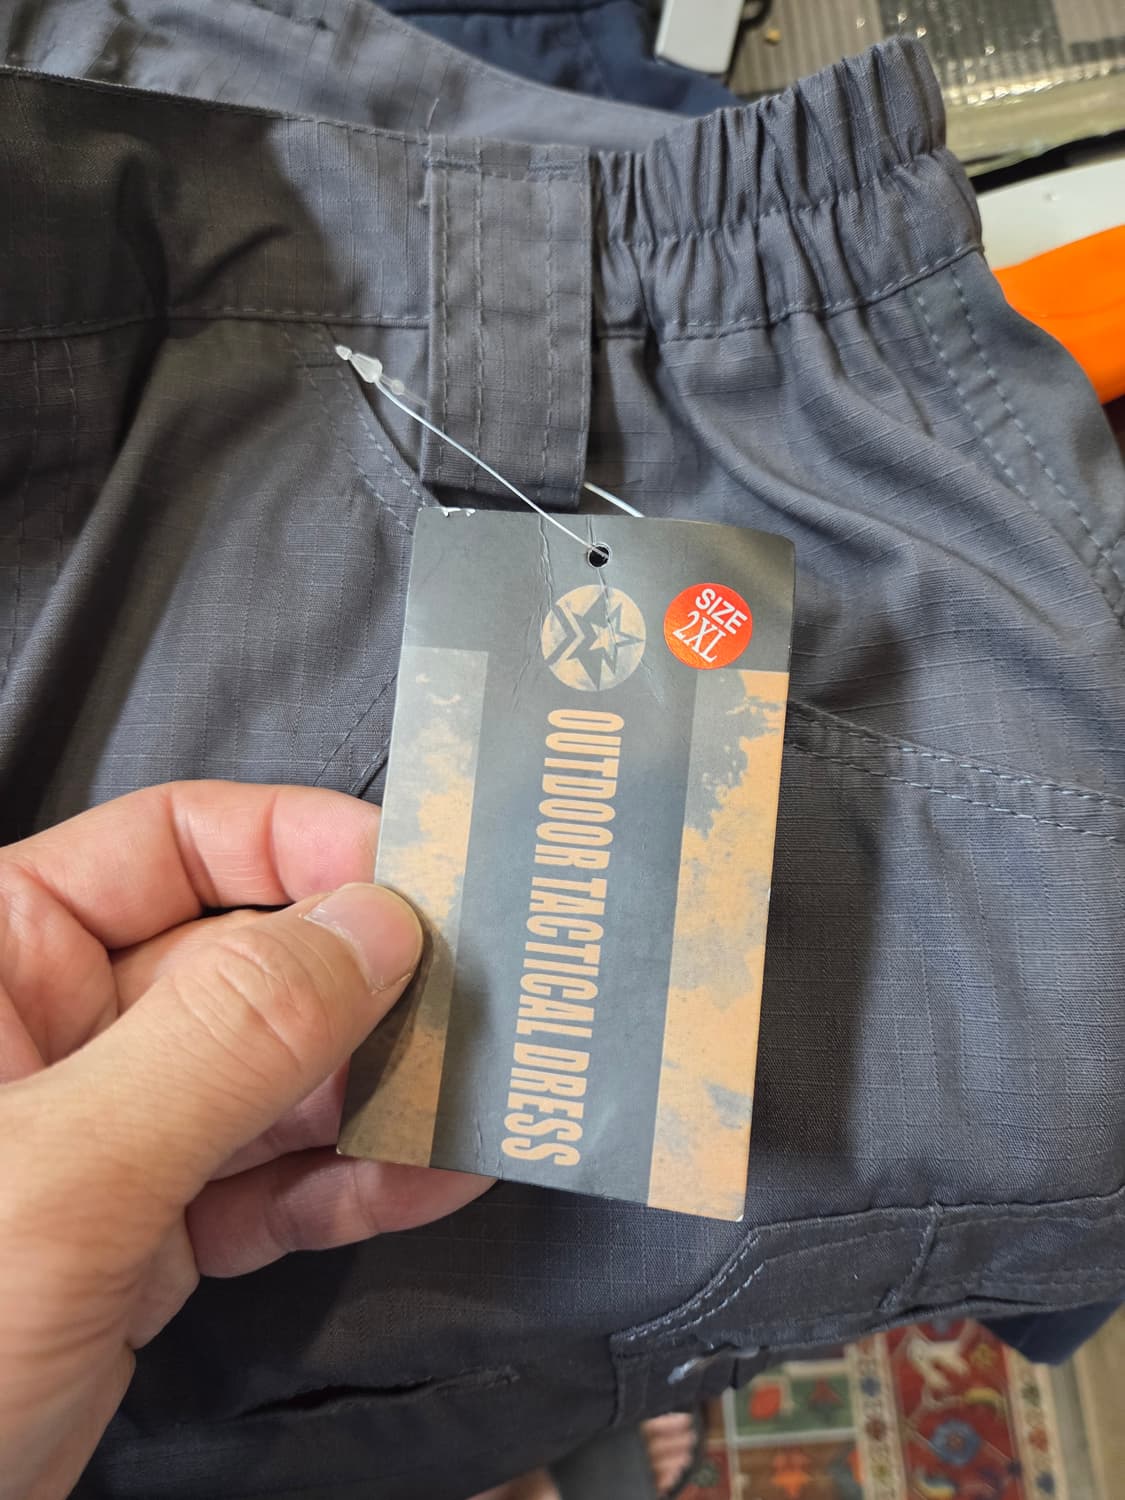 SIZE
2XL
OUTDOOR TACTICAL DRESS